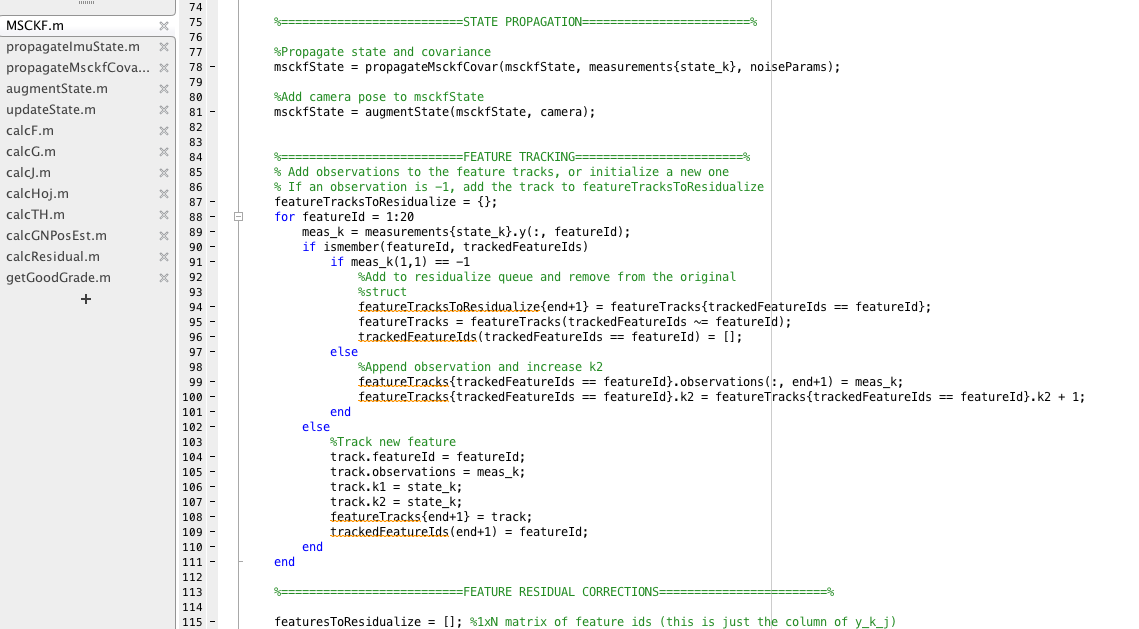 MSCKF.m
propagateImuState.m
propagateMsckfCova...
augmentState.m
updateState.m
calcF.m
calcG.m
calcJ.m
calcHoj.m
calcTH.m
calcGNPosEst.m
calcResidual.m
getGoodGrade.m
+
74
75 %==========================STATE PROPAGATION========================%
76
77 %Propagate state and covariance
78 - msckfState = propagateMsckfCovar(msckfState, measurements{state_k}, noiseParams);
79
80 %Add camera pose to msckfState
81 - msckfState = augmentState(msckfState, camera);
82
83
84 %==========================FEATURE TRACKING========================%
85 % Add observations to the feature tracks, or initialize a new one
86 % If an observation is -1, add the track to featureTracksToResidualize
87 - featureTracksToResidualize = {};
88 - for featureId = 1:20
89 - meas_k = measurements{state_k}.y(:, featureId);
90 - if ismember(featureId, trackedFeatureIds)
91 - if meas_k(1,1) == -1
92 %Add to residualize queue and remove from the original
93 %struct
94 - featureTracksToResidualize{end+1} = featureTracks{trackedFeatureIds == featureId};
95 - featureTracks = featureTracks(trackedFeatureIds ~= featureId);
96 - trackedFeatureIds(trackedFeatureIds == featureId) = [];
97 - else
98 %Append observation and increase k2
99 - featureTracks{trackedFeatureIds == featureId}.observations(:, end+1) = meas_k;
100 - featureTracks{trackedFeatureIds == featureId}.k2 = featureTracks{trackedFeatureIds == featureId}.k2 + 1;
101 - end
102 - else
103 %Track new feature
104 - track.featureId = featureId;
105 - track.observations = meas_k;
106 - track.k1 = state_k;
107 - track.k2 = state_k;
108 - featureTracks{end+1} = track;
109 - trackedFeatureIds(end+1) = featureId;
110 - end
111 - end
112
113 %==========================FEATURE RESIDUAL CORRECTIONS========================%
114
115 - featuresToResidualize = []; %1xN matrix of feature ids (this is just the column of y_k_j)